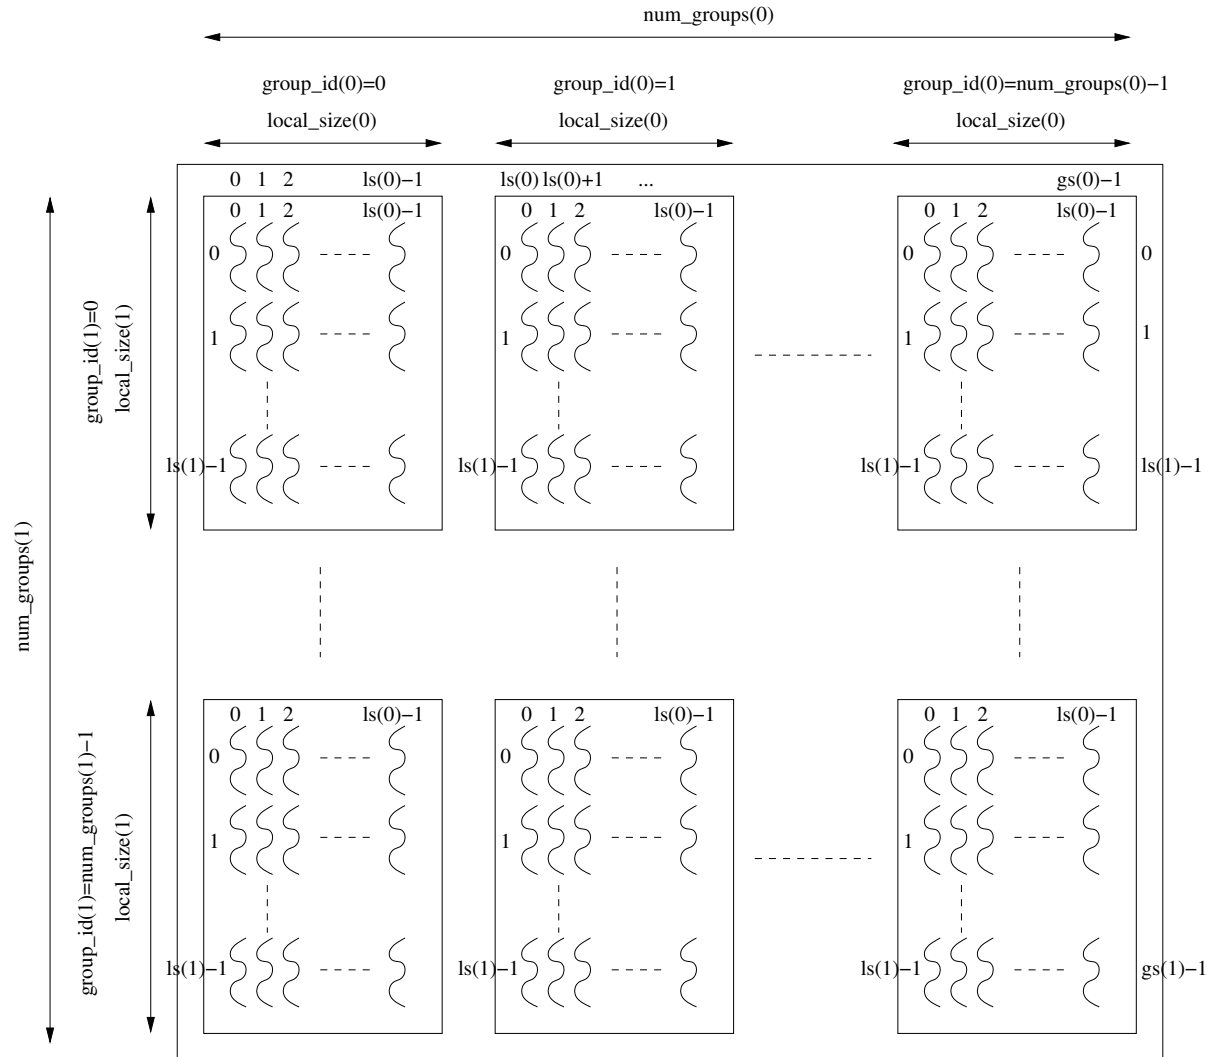 num_groups(0)
group_id(0)=0 group_id(0)=1 group_id(0)=num_groups(0)−1
local_size(0) local_size(0) local_size(0)
0 1 2 ls(0)−1 ls(0) ls(0)+1 ... gs(0)−1
0 1 2 ls(0)−1 0 1 2 ls(0)−1 0 1 2 ls(0)−1
0 0 0 0
1 1 1 1
ls(1)−1 ls(1)−1 ls(1)−1 ls(1)−1
group_id(1)=0
local_size(1)
num_groups(1)
0 1 2 ls(0)−1 0 1 2 ls(0)−1 0 1 2 ls(0)−1
0 0 0
1 1 1
ls(1)−1 ls(1)−1 ls(1)−1 gs(1)−1
group_id(1)=num_groups(1)−1
local_size(1)